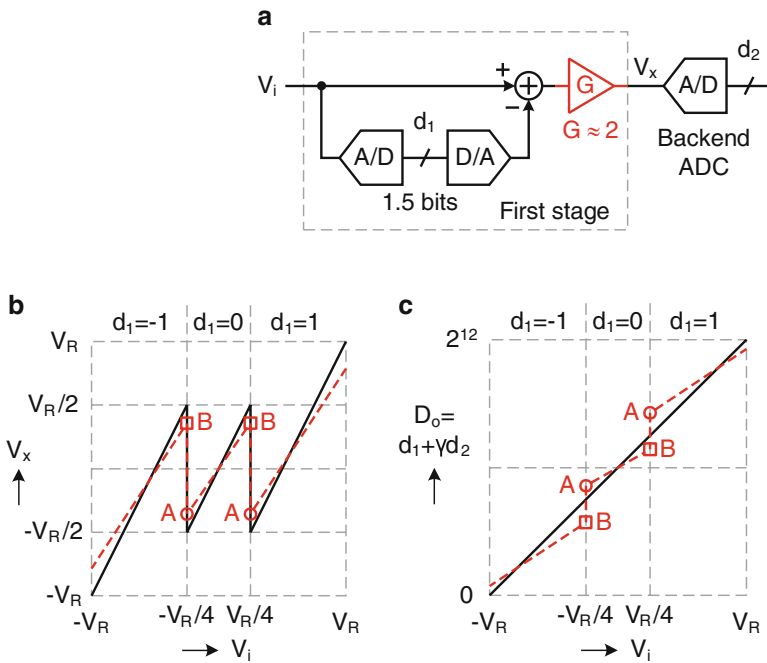 a
V_i
+
−
+
G
V_x
A/D
d_2
A/D
d_1
D/A
G ≈ 2
Backend
ADC
1.5 bits
First stage
b
d_1=-1 d_1=0 d_1=1
V_R
V_R/2
V_x
-V_R/2
-V_R
B
B
A
A
-V_R
-V_R/4 V_R/4
V_R
V_i
c
d_1=-1 d_1=0 d_1=1
2^12
D_o=
d_1+γd_2
0
A
B
A
B
-V_R
-V_R/4 V_R/4
V_R
V_i